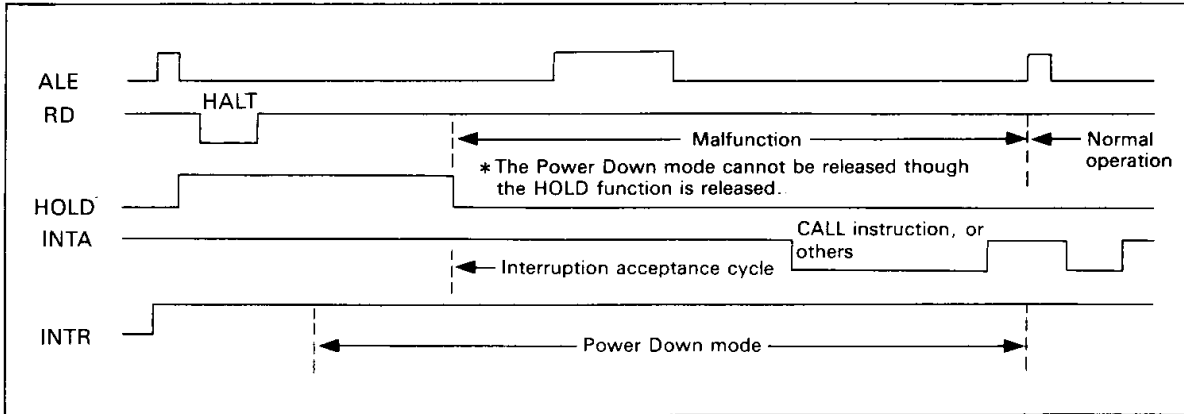 ALE
HALT
RD
Malfunction
Normal
operation
* The Power Down mode cannot be released though
the HOLD function is released.
HOLD
INTA
CALL instruction, or
others
Interruption acceptance cycle
INTR
Power Down mode